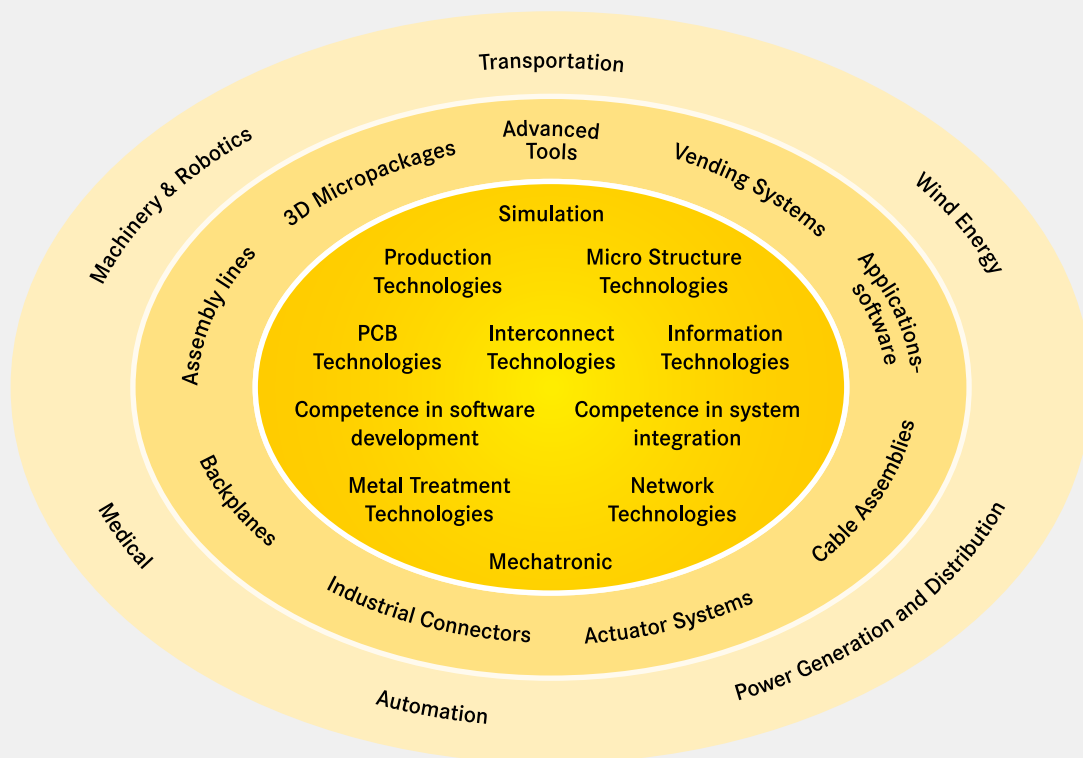 Transportation
Machinery & Robotics
Wind Energy
Medical
Power Generation and Distribution
Automation
Advanced
Tools
3D Micropackages
Vending Systems
Assembly lines
Applications-
software
Backplanes
Cable Assemblies
Industrial Connectors
Actuator Systems
Simulation
Production
Technologies
Micro Structure
Technologies
PCB
Technologies
Interconnect
Technologies
Information
Technologies
Competence in software
development
Competence in system
integration
Metal Treatment
Technologies
Network
Technologies
Mechatronic